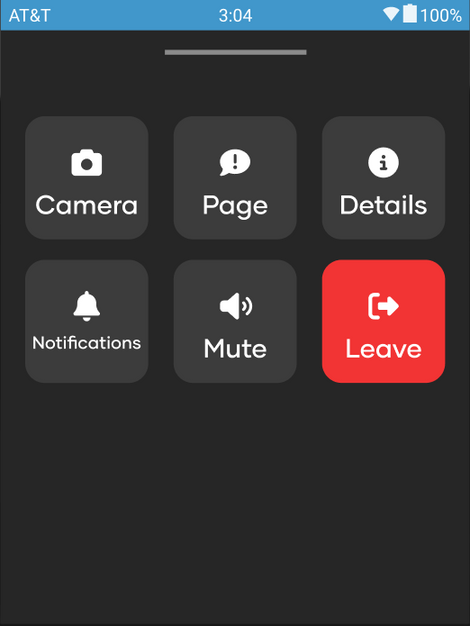 AT&T 3:04 100%
Camera Page Details
Notifications Mute Leave